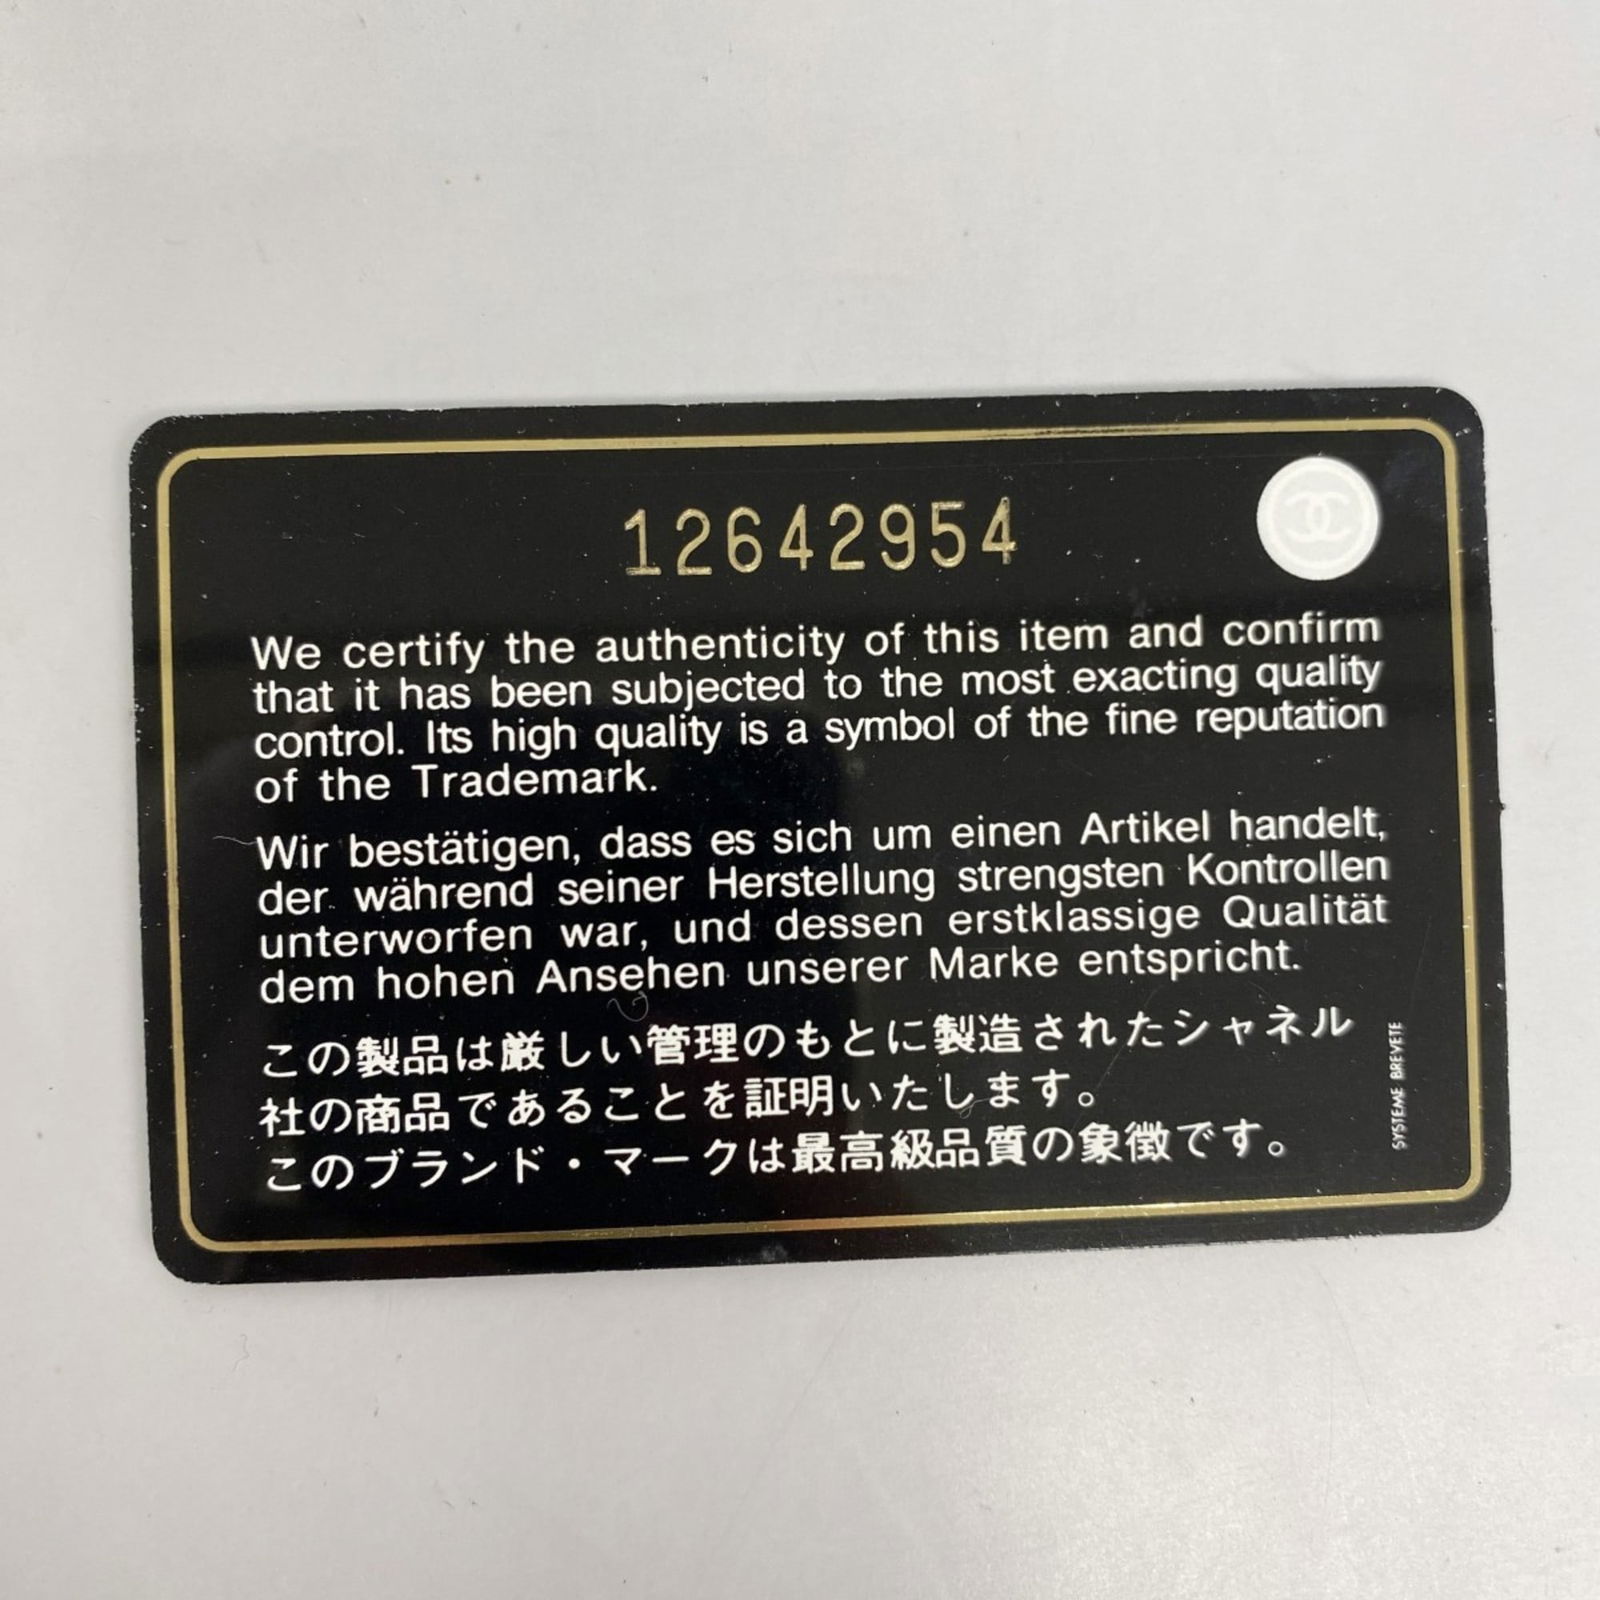 12642954
We certify the authenticity of this item and confirm
that it has been subjected to the most exacting quality
control. Its high quality is a symbol of the fine reputation
of the Trademark.
Wir bestätigen, dass es sich um einen Artikel handelt,
der während seiner Herstellung strengsten Kontrollen
unterworfen war, und dessen erstklassige Qualität
dem hohen Ansehen unserer Marke entspricht.
この製品は厳しい管理のもとに製造されたシャネル
社の商品であることを証明いたします。
このブランド・マークは最高級品質の象徴です。
SYSTEME BREVETE